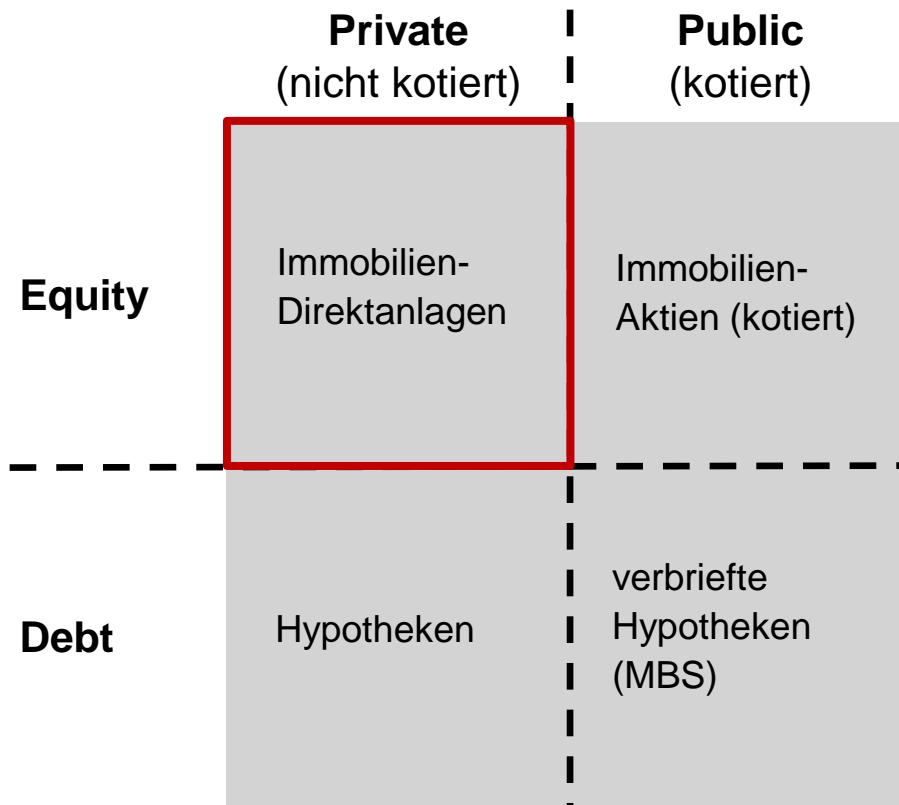 Private
(nicht kotiert)
Public
(kotiert)
Equity
Immobilien-
Direktanlagen
Immobilien-
Aktien (kotiert)
Debt
Hypotheken
verbriefte
Hypotheken
(MBS)